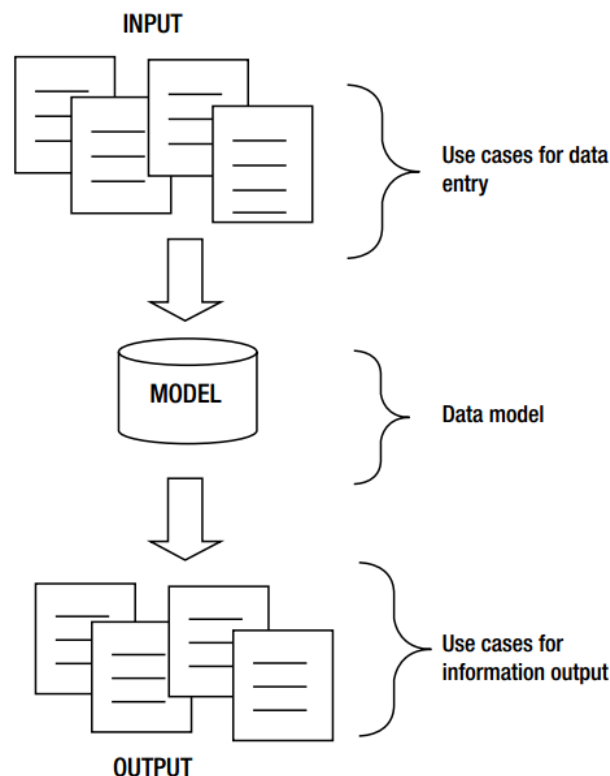 INPUT
Use cases for data
entry
MODEL
Data model
Use cases for
information output
OUTPUT